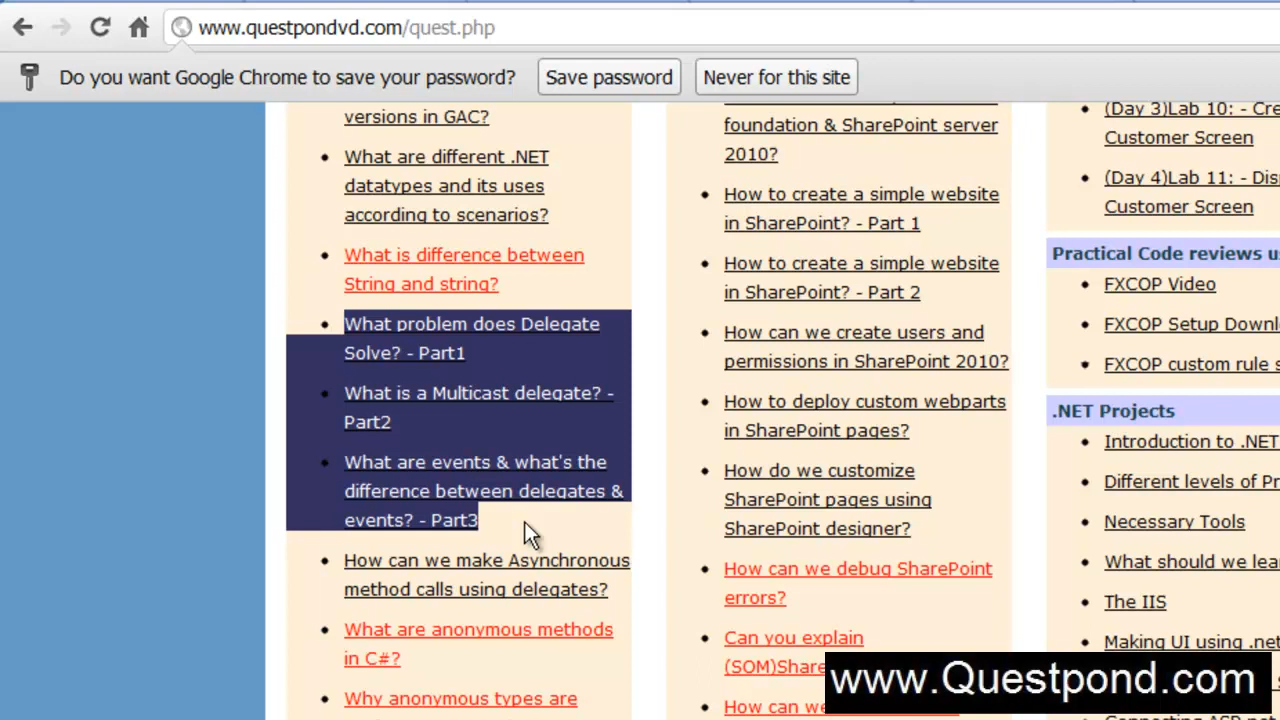 www.questpondvd.com/quest.php
Do you want Google Chrome to save your password? Save password Never for this site
versions in GAC?
What are different .NET
datatypes and its uses
according to scenarios?
What is difference between
String and string?
What problem does Delegate
Solve? - Part1
What is a Multicast delegate? -
Part2
What are events & what's the
difference between delegates &
events? - Part3
How can we make Asynchronous
method calls using delegates?
What are anonymous methods
in C#?
Why anonymous types are
foundation & SharePoint server
2010?
How to create a simple website
in SharePoint? - Part 1
How to create a simple website
in SharePoint? - Part 2
How can we create users and
permissions in SharePoint 2010?
How to deploy custom webparts
in SharePoint pages?
How do we customize
SharePoint pages using
SharePoint designer?
How can we debug SharePoint
errors?
Can you explain
(SOM)Share
How can we
(Day 3)Lab 10: - Cre
Customer Screen
(Day 4)Lab 11: - Dis
Customer Screen
Practical Code reviews u
FXCOP Video
FXCOP Setup Downl
FXCOP custom rule s
.NET Projects
Introduction to .NET
Different levels of Pr
Necessary Tools
What should we lea
The IIS
Making UI using .net
www.Questpond.com